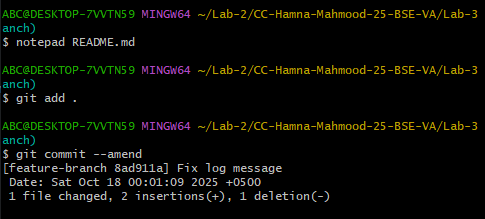 ABC@DESKTOP-7VVTN59 MINGW64 ~/Lab-2/CC-Hamna-Mahmood-25-BSE-VA/Lab-3
anch)
$ notepad README.md
ABC@DESKTOP-7VVTN59 MINGW64 ~/Lab-2/CC-Hamna-Mahmood-25-BSE-VA/Lab-3
anch)
$ git add .
ABC@DESKTOP-7VVTN59 MINGW64 ~/Lab-2/CC-Hamna-Mahmood-25-BSE-VA/Lab-3
anch)
$ git commit --amend
[feature-branch 8ad911a] Fix log message
 Date: Sat Oct 18 00:01:09 2025 +0500
 1 file changed, 2 insertions(+), 1 deletion(-)